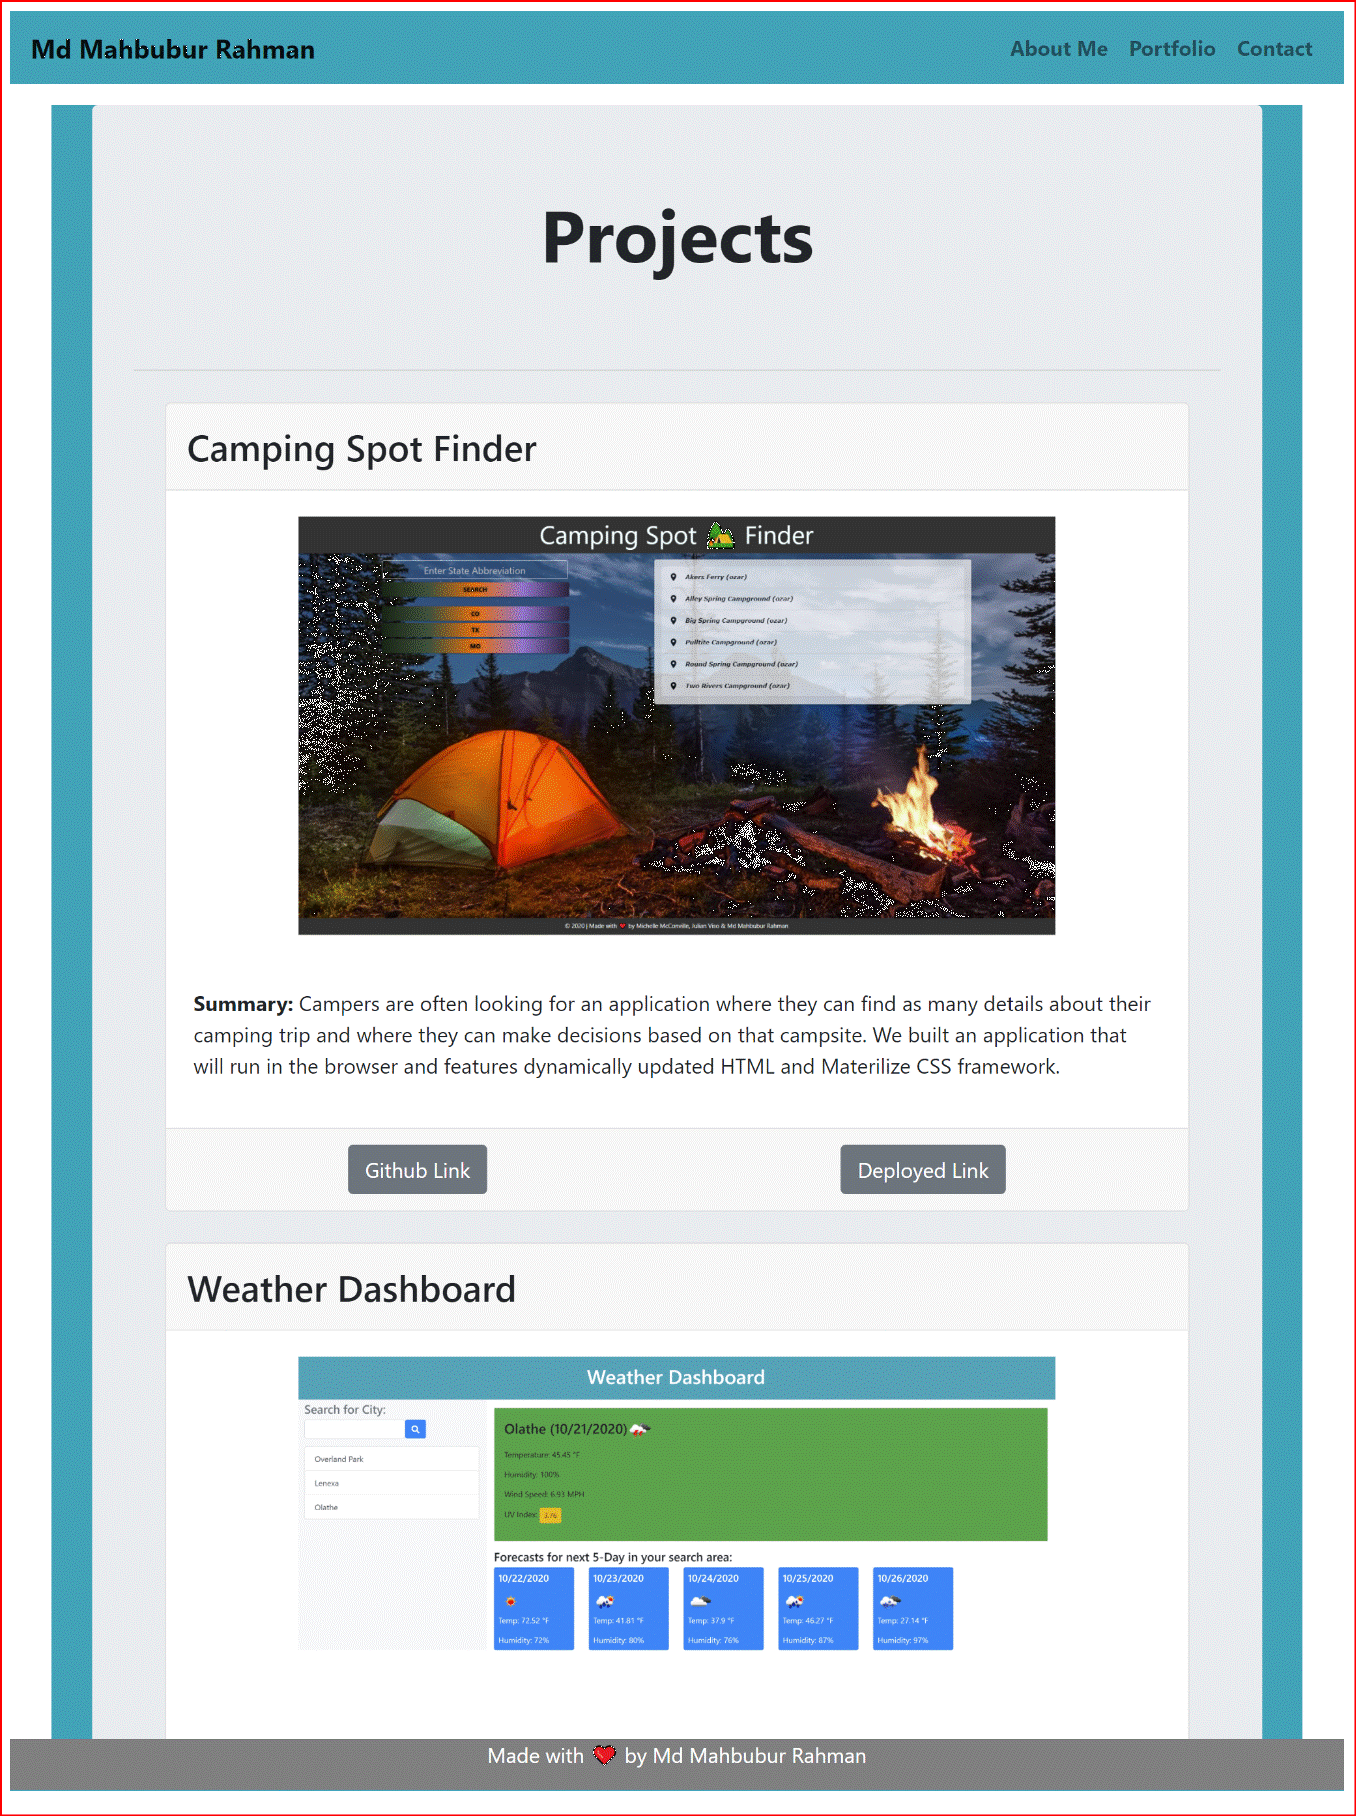 Md Mahbubur Rahman
About Me Portfolio Contact
Projects
Camping Spot Finder
Camping Spot Finder
Enter State Abbreviation
SEARCH
CO
TX
MO
Akers Ferry (ozar)
Alley Spring Campground (ozar)
Big Spring Campground (ozar)
Pulltite Campground (ozar)
Round Spring Campground (ozar)
Two Rivers Campground (ozar)
© 2020 | Made with ❤ by Michelle McComville, Julian Viso & Md Mahbubur Rahman
Summary: Campers are often looking for an application where they can find as many details about their
camping trip and where they can make decisions based on that campsite. We built an application that
will run in the browser and features dynamically updated HTML and Materilize CSS framework.
Github Link
Deployed Link
Weather Dashboard
Weather Dashboard
Search for City:
Overland Park
Lenexa
Olathe
Olathe (10/21/2020)
Temperature: 45.45 °F
Humidity: 100%
Wind Speed: 6.93 MPH
UV Index: 3.76
Forecasts for next 5-Day in your search area:
10/22/2020
Temp: 72.52 °F
Humidity: 72%
10/23/2020
Temp: 41.81 °F
Humidity: 80%
10/24/2020
Temp: 37.9 °F
Humidity: 76%
10/25/2020
Temp: 46.27 °F
Humidity: 87%
10/26/2020
Temp: 27.14 °F
Humidity: 97%
Made with ❤ by Md Mahbubur Rahman